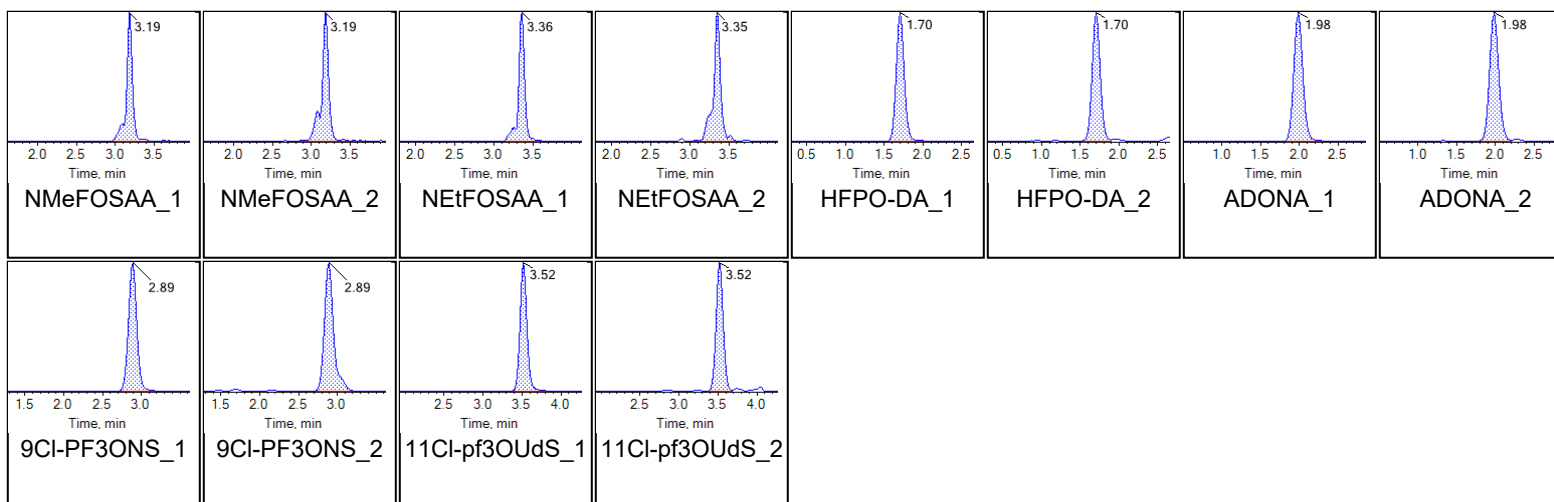 3.19
2.0 2.5 3.0 3.5
Time, min
NMeFOSAA_1
3.19
2.0 2.5 3.0 3.5
Time, min
NMeFOSAA_2
3.36
2.0 2.5 3.0 3.5
Time, min
NEtFOSAA_1
3.35
2.0 2.5 3.0 3.5
Time, min
NEtFOSAA_2
1.70
0.5 1.0 1.5 2.0 2.5
Time, min
HFPO-DA_1
1.70
0.5 1.0 1.5 2.0 2.5
Time, min
HFPO-DA_2
1.98
1.0 1.5 2.0 2.5
Time, min
ADONA_1
1.98
1.0 1.5 2.0 2.5
Time, min
ADONA_2
2.89
1.5 2.0 2.5 3.0
Time, min
9Cl-PF3ONS_1
2.89
1.5 2.0 2.5 3.0
Time, min
9Cl-PF3ONS_2
3.52
2.5 3.0 3.5 4.0
Time, min
11Cl-pf3OUdS_1
3.52
2.5 3.0 3.5 4.0
Time, min
11Cl-pf3OUdS_2